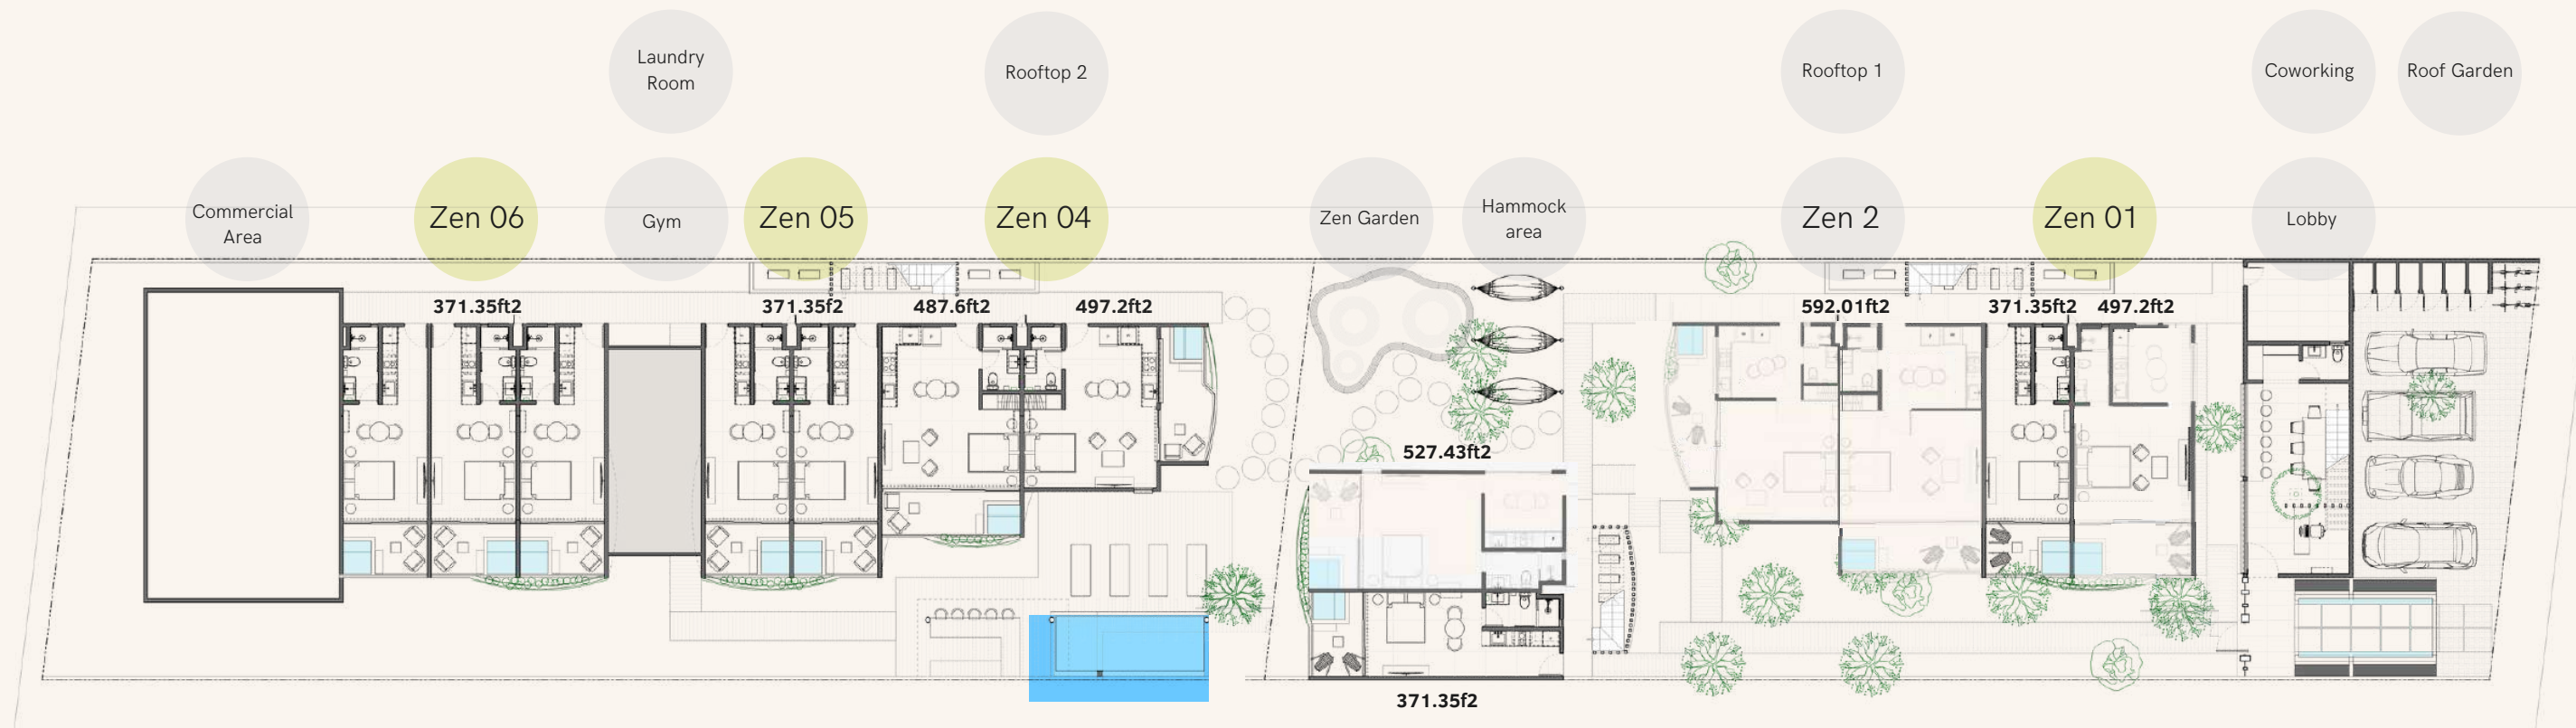 Laundry
Room
Rooftop 2
Rooftop 1
Coworking
Roof Garden
Commercial
Area
Zen 06
Gym
Zen 05
Zen 04
Zen Garden
Hammock
area
Zen 2
Zen 01
Lobby
371.35ft2
371.35f2
487.6ft2
497.2ft2
592.01ft2
371.35ft2
497.2ft2
527.43ft2
371.35f2